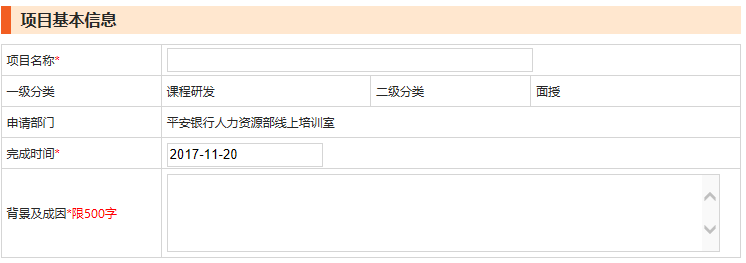 项目基本信息
项目名称*
一级分类 课程研发 二级分类 面授
申请部门 平安银行人力资源部线上培训室
完成时间* 2017-11-20
背景及成因*限500字